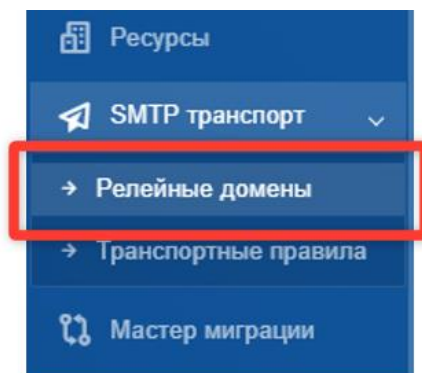 Ресурсы
SMTP транспорт
Релейные домены
Транспортные правила
Мастер миграции